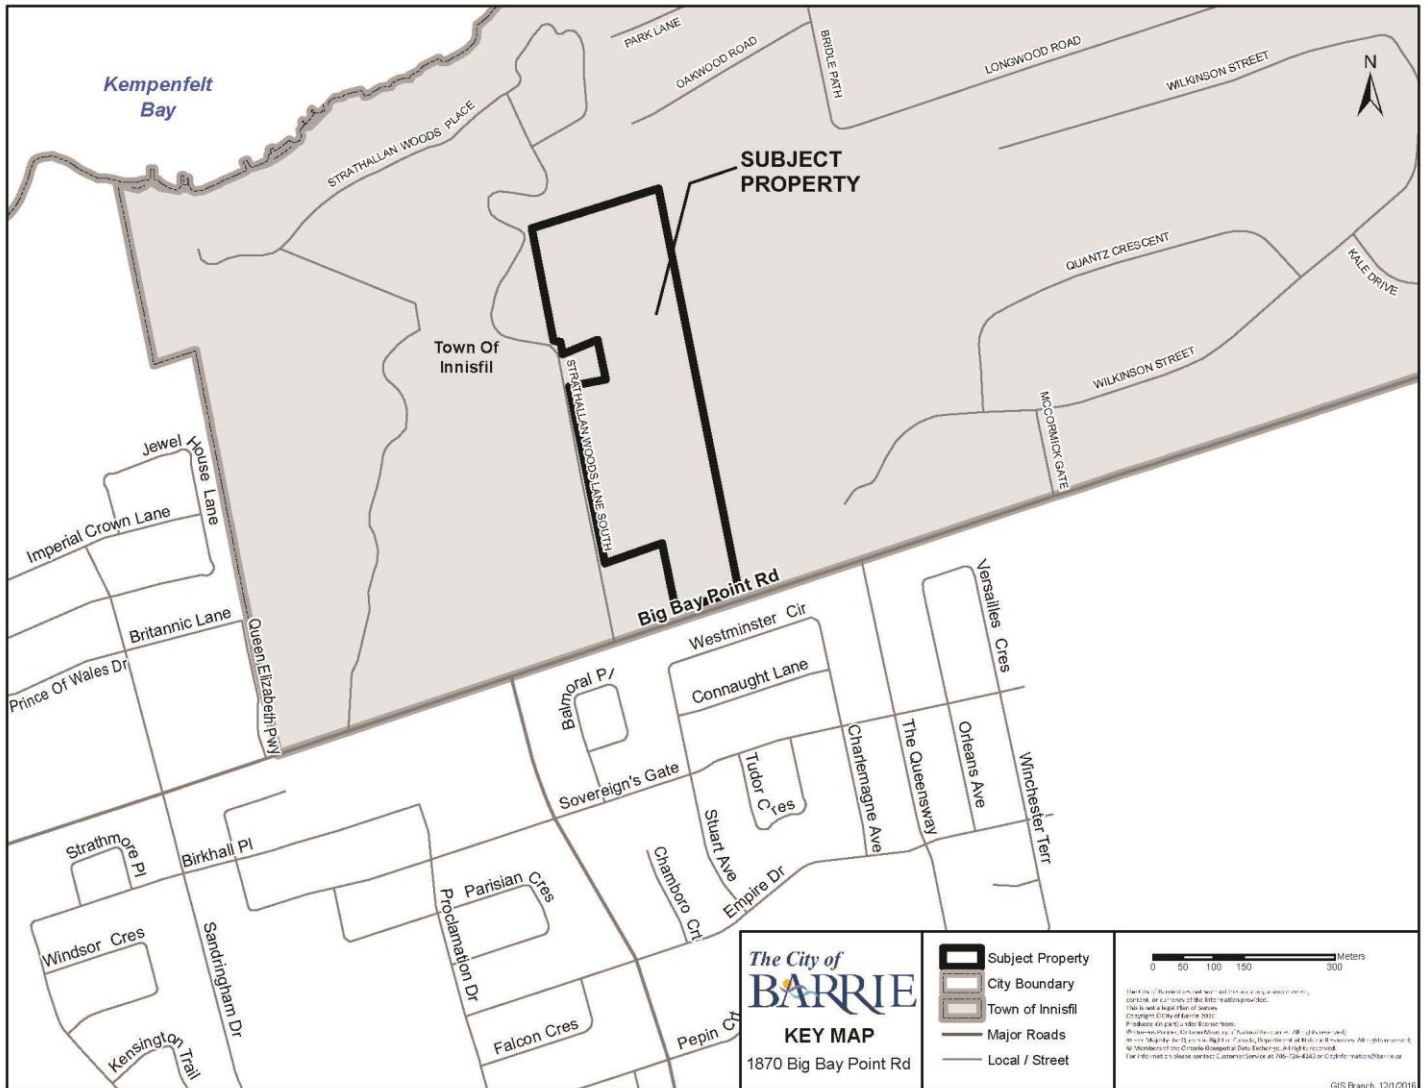 Kempenfelt
Bay
PARK LANE
OAKWOOD ROAD
BRIDLE PATH
LONGWOOD ROAD
WILKINSON STREET
N
STRATHALLAN WOODS PLACE
SUBJECT
PROPERTY
QUANTZ CRESCENT
KALE DRIVE
Town Of
Innisfil
STRATHALLAN WOODS LANE SOUTH
WILKINSON STREET
MCCORMICK GATE
Jewel House Lane
Imperial Crown Lane
Britannic Lane
Prince Of Wales Dr
Queen Elizabeth Pwy
Big Bay Point Rd
Westminster Cir
Versailles Cres
Connaught Lane
Balmoral Pl
Sovereign's Gate
Tudor Cres
Charlemagne Ave
The Queensway
Orleans Ave
Winchester Terr
Stuart Ave
Strathmore Pl
Birkhall Pl
Chamboro Crt
Empire Dr
Parisian Cres
Proclamation Dr
Windsor Cres
Sandringham Dr
Kensington Trail
Falcon Cres
Pepin Crt
The City of
BARRIE
KEY MAP
1870 Big Bay Point Rd
Subject Property
City Boundary
Town of Innisfil
Major Roads
Local / Street
Meters
0 50 100 150 300
This is not a legal Plan of Survey
GIS Branch, 12/1/2016